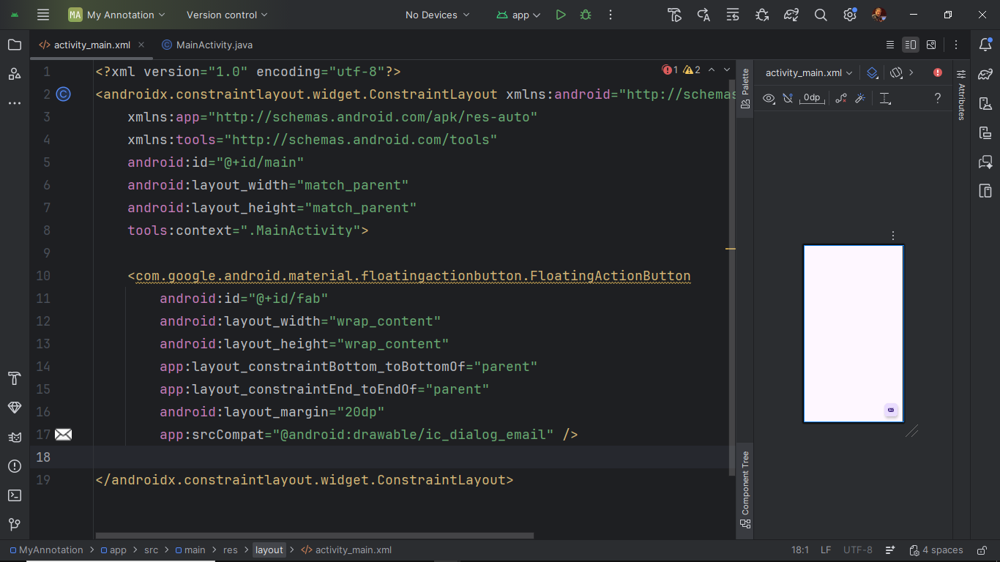 MA My Annotation Version control No Devices app
activity_main.xml MainActivity.java
1 <?xml version="1.0" encoding="utf-8"?>
2 <androidx.constraintlayout.widget.ConstraintLayout xmlns:android="http://schemas
3 xmlns:app="http://schemas.android.com/apk/res-auto"
4 xmlns:tools="http://schemas.android.com/tools"
5 android:id="@+id/main"
6 android:layout_width="match_parent"
7 android:layout_height="match_parent"
8 tools:context=".MainActivity">
9
10 <com.google.android.material.floatingactionbutton.FloatingActionButton
11 android:id="@+id/fab"
12 android:layout_width="wrap_content"
13 android:layout_height="wrap_content"
14 app:layout_constraintBottom_toBottomOf="parent"
15 app:layout_constraintEnd_toEndOf="parent"
16 android:layout_margin="20dp"
17 app:srcCompat="@android:drawable/ic_dialog_email" />
18
19 </androidx.constraintlayout.widget.ConstraintLayout>
1 2
Palette
Component Tree
activity_main.xml
0dp ?
Attributes
MyAnnotation > app > src > main > res > layout > activity_main.xml 18:1 LF UTF-8 4 spaces